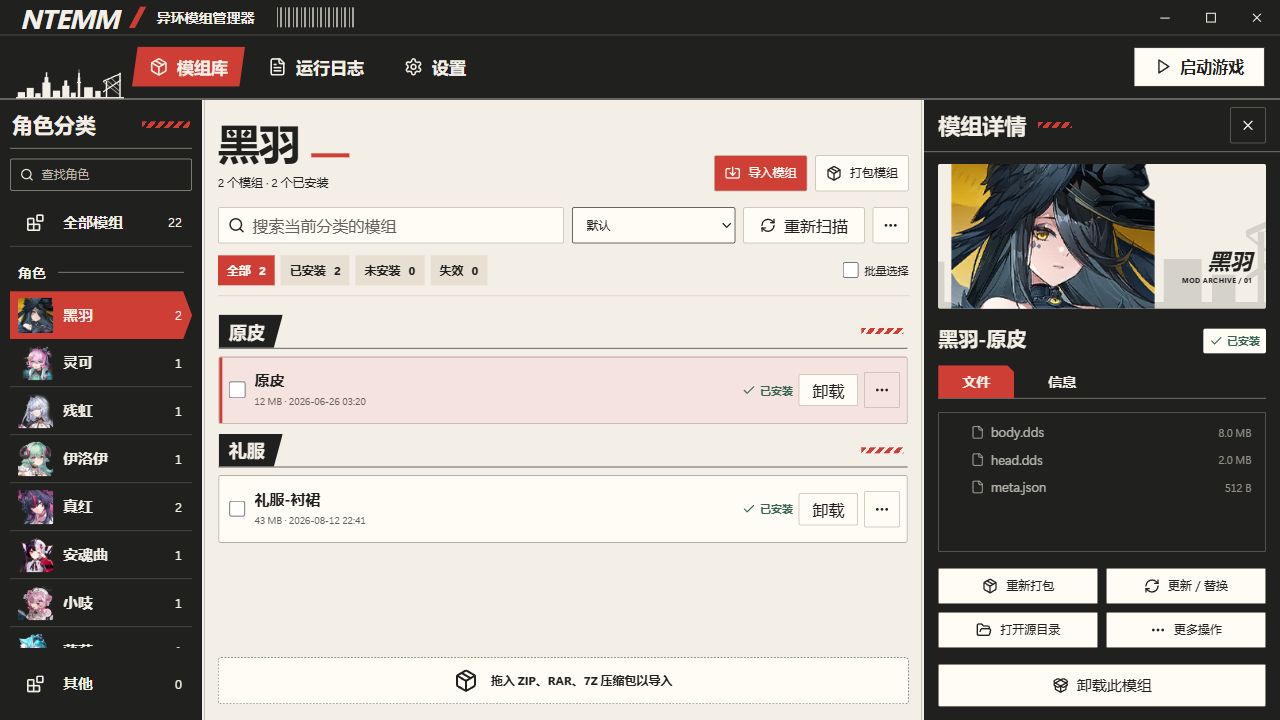 NTEMM 异环模组管理器
模组库 运行日志 设置 启动游戏
角色分类
查找角色
全部模组 22
角色
黑羽 2
灵可 1
残虹 1
伊洛伊 1
真红 2
安魂曲 1
小吱 1
其他 0
黑羽
2 个模组 · 2 个已安装
导入模组 打包模组
搜索当前分类的模组 默认 重新扫描
全部 2 已安装 2 未安装 0 失效 0 批量选择
原皮
原皮
12 MB · 2026-06-26 03:20
已安装 卸载
礼服
礼服-衬裙
43 MB · 2026-08-12 22:41
已安装 卸载
拖入 ZIP、RAR、7Z 压缩包以导入
模组详情
黑羽
MOD ARCHIVE / 01
黑羽-原皮 已安装
文件 信息
body.dds 8.0 MB
head.dds 2.0 MB
meta.json 512 B
重新打包 更新 / 替换
打开源目录 更多操作
卸载此模组